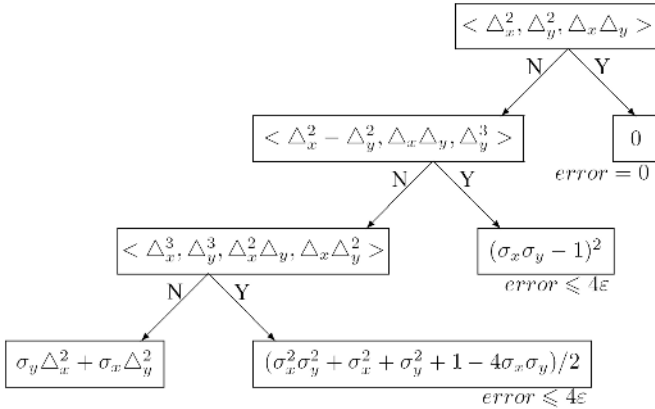 < △_x^2, △_y^2, △_x△_y >
N Y
< △_x^2 − △_y^2, △_x△_y, △_y^3 >
0
error = 0
N Y
< △_x^3, △_y^3, △_x^2△_y, △_x△_y^2 >
(σ_xσ_y − 1)^2
error ⩽ 4ε
N Y
σ_y△_x^2 + σ_x△_y^2
(σ_x^2σ_y^2 + σ_x^2 + σ_y^2 + 1 − 4σ_xσ_y)/2
error ⩽ 4ε